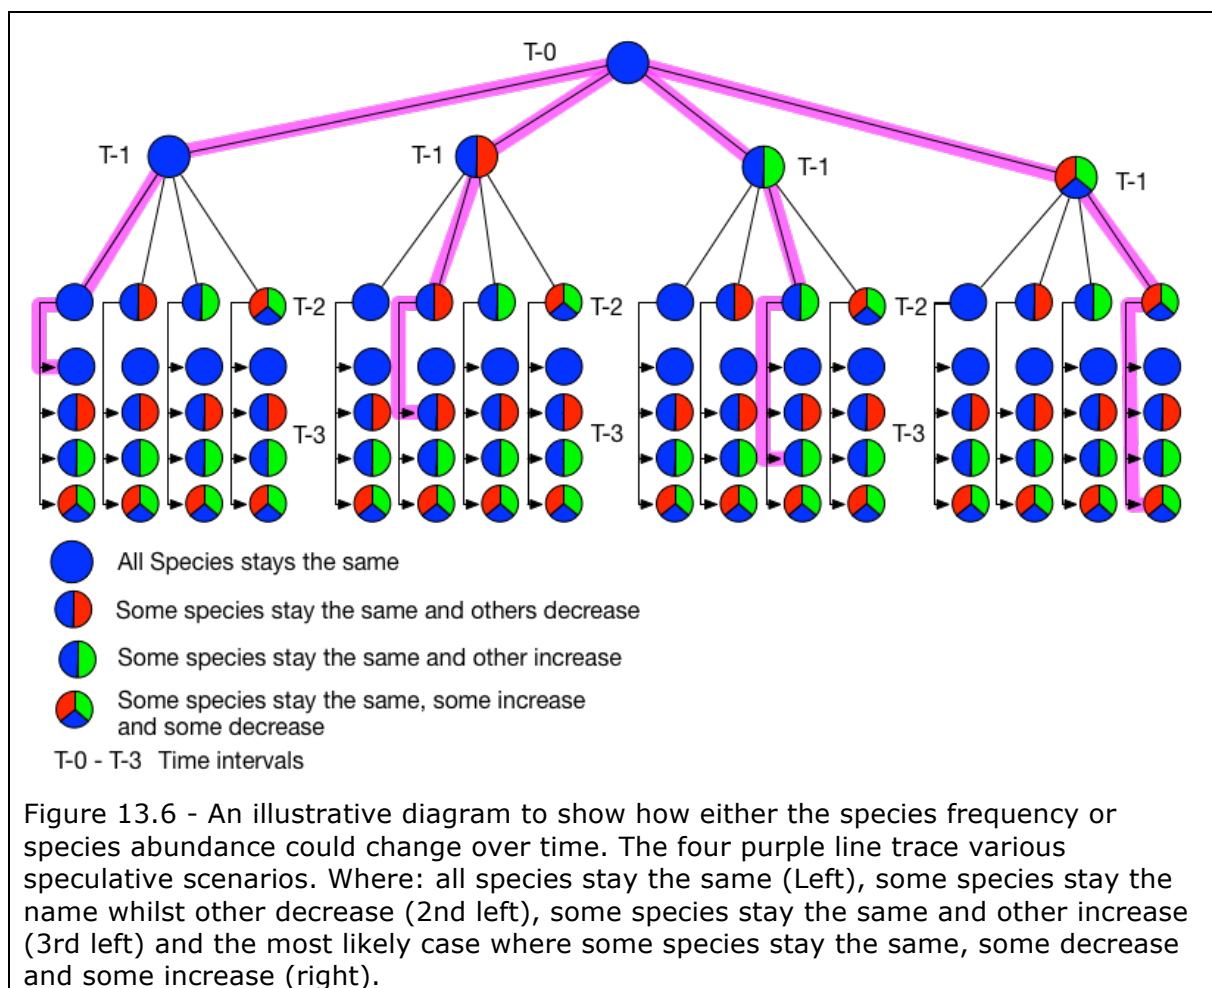 T-0
T-1
T-1
T-1
T-1
T-2
T-2
T-2
T-3
T-3
T-3
All Species stays the same
Some species stay the same and others decrease
Some species stay the same and other increase
Some species stay the same, some increase
and some decrease
T-0 - T-3 Time intervals
Figure 13.6 - An illustrative diagram to show how either the species frequency or
species abundance could change over time. The four purple line trace various
speculative scenarios. Where: all species stay the same (Left), some species stay the
name whilst other decrease (2nd left), some species stay the same and other increase
(3rd left) and the most likely case where some species stay the same, some decrease
and some increase (right).